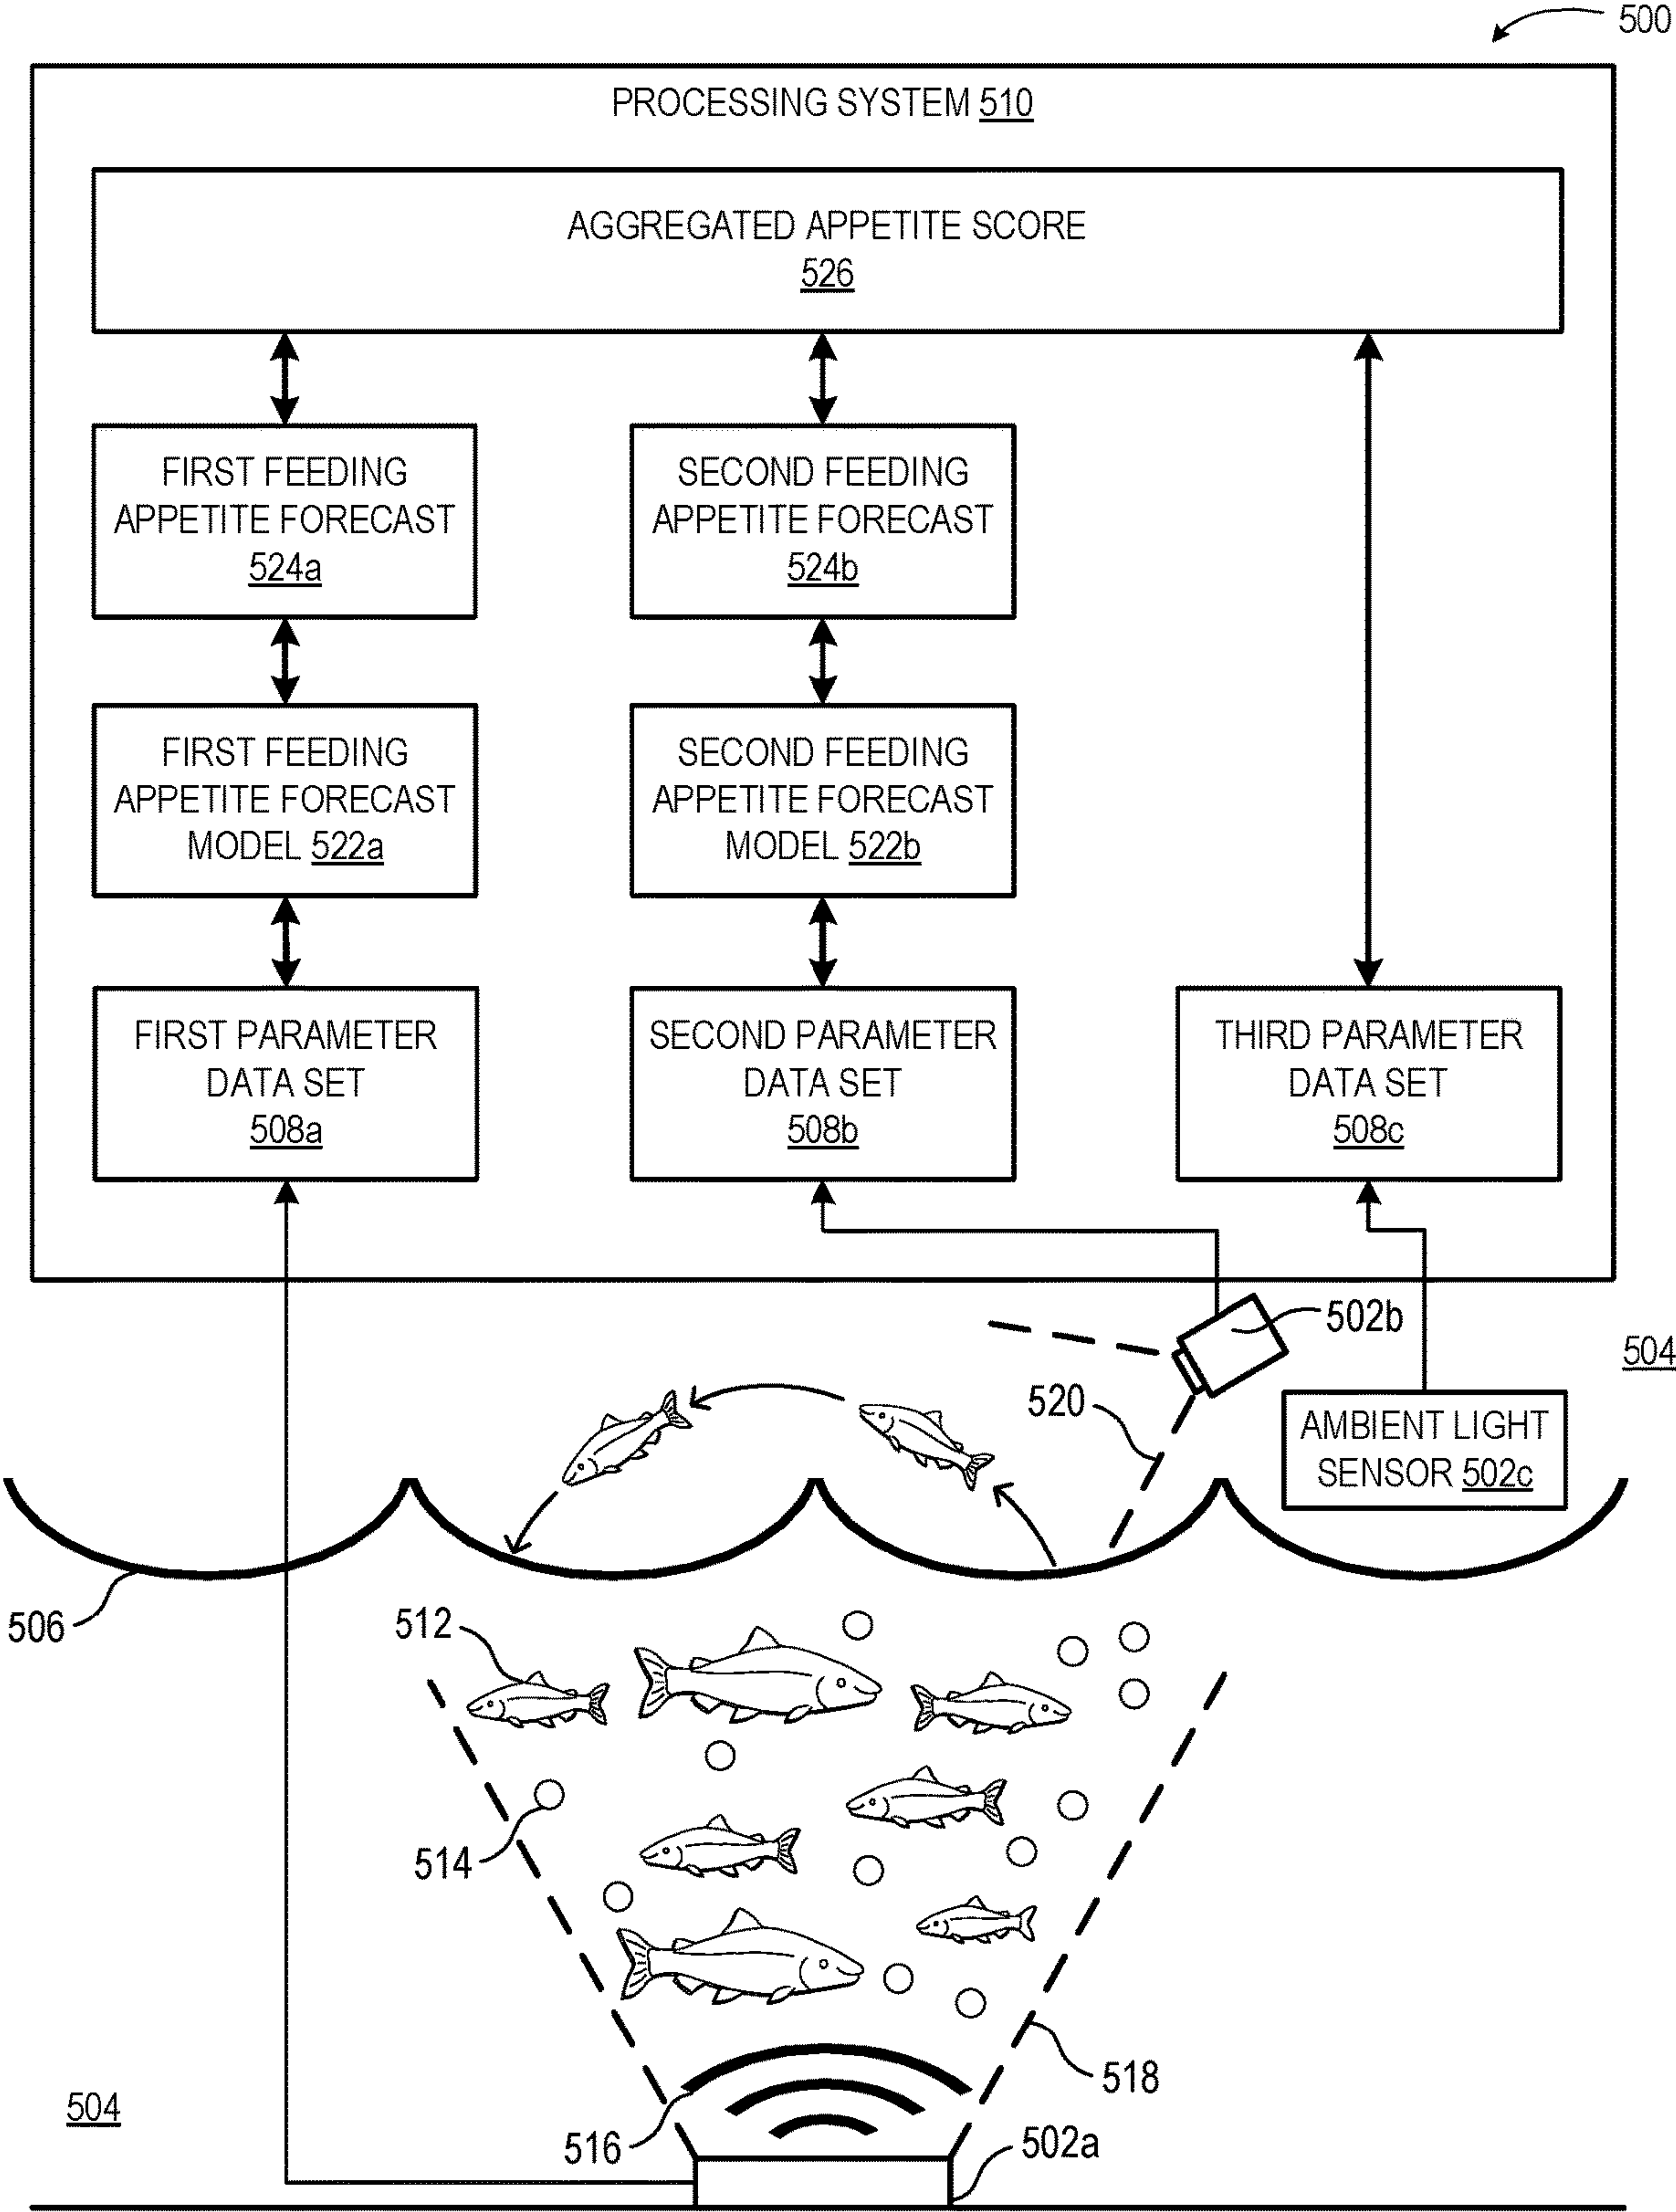 500
PROCESSING SYSTEM 510
AGGREGATED APPETITE SCORE
526
FIRST FEEDING
APPETITE FORECAST
524a
SECOND FEEDING
APPETITE FORECAST
524b
FIRST FEEDING
APPETITE FORECAST
MODEL 522a
SECOND FEEDING
APPETITE FORECAST
MODEL 522b
FIRST PARAMETER
DATA SET
508a
SECOND PARAMETER
DATA SET
508b
THIRD PARAMETER
DATA SET
508c
502b
504
520
AMBIENT LIGHT
SENSOR 502c
506
512
514
518
504
516
502a